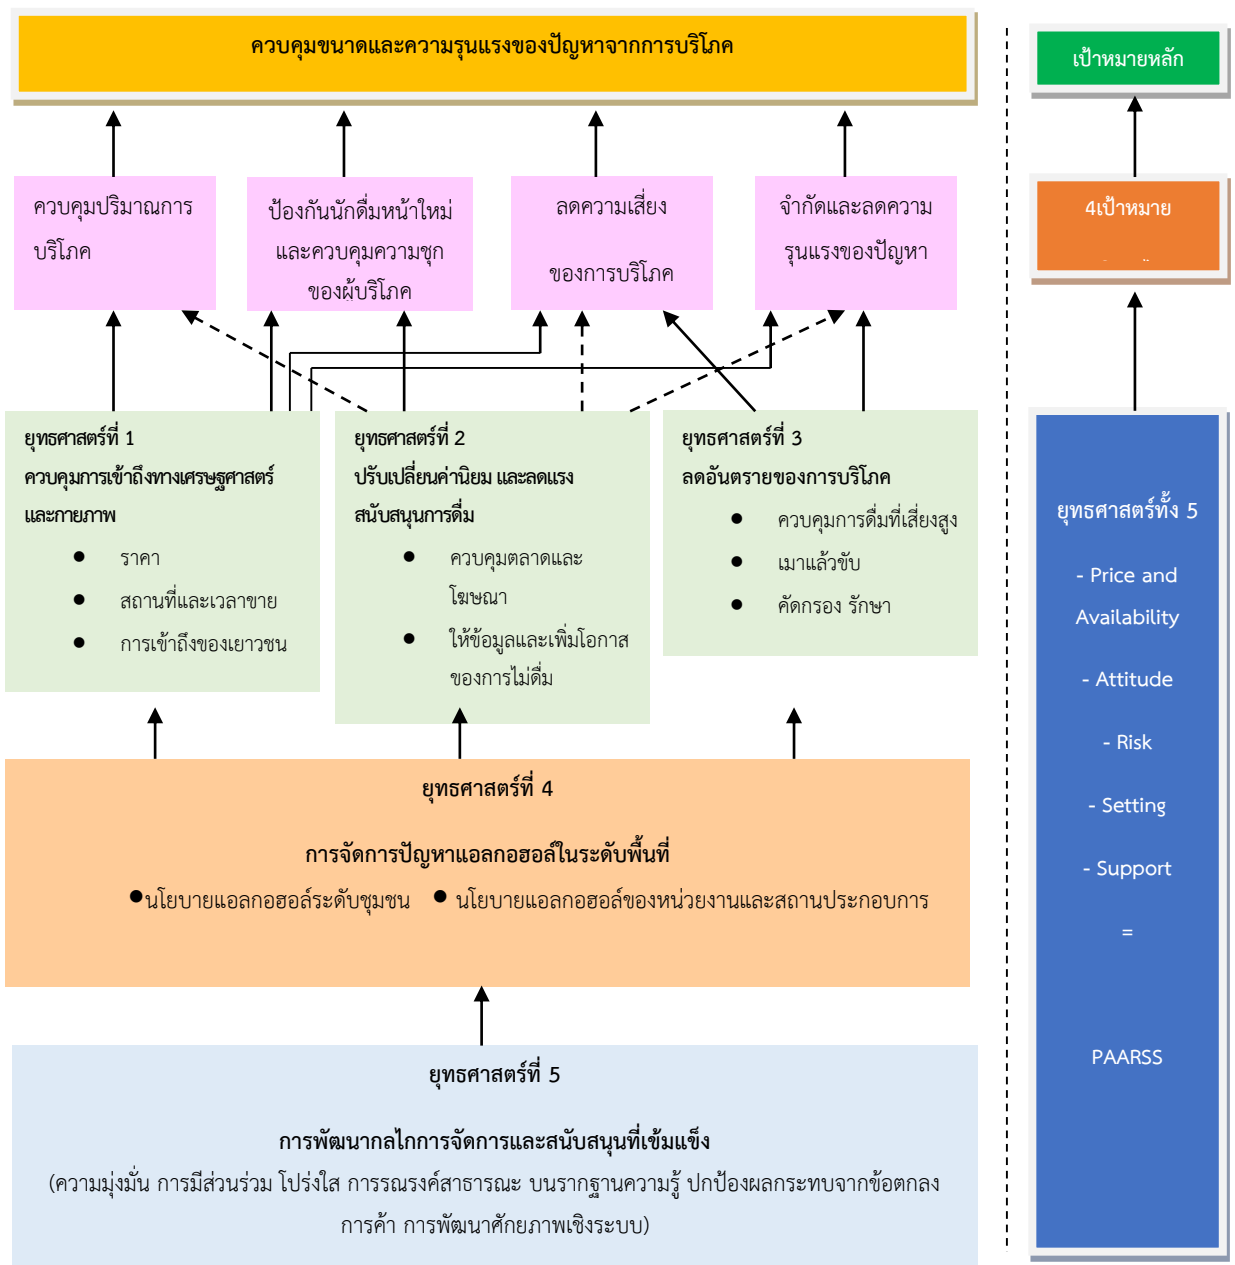 ควบคุมขนาดและความรุนแรงของปัญหาจากการบริโภค
ควบคุมปริมาณการ
บริโภค
ป้องกันนักดื่มหน้าใหม่
และควบคุมความชุก
ของผู้บริโภค
ลดความเสี่ยง
ของการบริโภค
จำกัดและลดความ
รุนแรงของปัญหา
ยุทธศาสตร์ที่ 1
ควบคุมการเข้าถึงทางเศรษฐศาสตร์
และกายภาพ
● ราคา
● สถานที่และเวลาขาย
● การเข้าถึงของเยาวชน
ยุทธศาสตร์ที่ 2
ปรับเปลี่ยนค่านิยม และลดแรง
สนับสนุนการดื่ม
● ควบคุมตลาดและ
โฆษณา
● ให้ข้อมูลและเพิ่มโอกาส
ของการไม่ดื่ม
ยุทธศาสตร์ที่ 3
ลดอันตรายของการบริโภค
● ควบคุมการดื่มที่เสี่ยงสูง
● เมาแล้วขับ
● คัดกรอง รักษา
ยุทธศาสตร์ที่ 4
การจัดการปัญหาแอลกอฮอล์ในระดับพื้นที่
●นโยบายแอลกอฮอล์ระดับชุมชน ● นโยบายแอลกอฮอล์ของหน่วยงานและสถานประกอบการ
ยุทธศาสตร์ที่ 5
การพัฒนากลไกการจัดการและสนับสนุนที่เข้มแข็ง
(ความมุ่งมั่น การมีส่วนร่วม โปร่งใส การรณรงค์สาธารณะ บนรากฐานความรู้ ปกป้องผลกระทบจากข้อตกลง
การค้า การพัฒนาศักยภาพเชิงระบบ)
เป้าหมายหลัก
4เป้าหมาย
ยุทธศาสตร์ทั้ง 5
- Price and
Availability
- Attitude
- Risk
- Setting
- Support
=
PAARSS